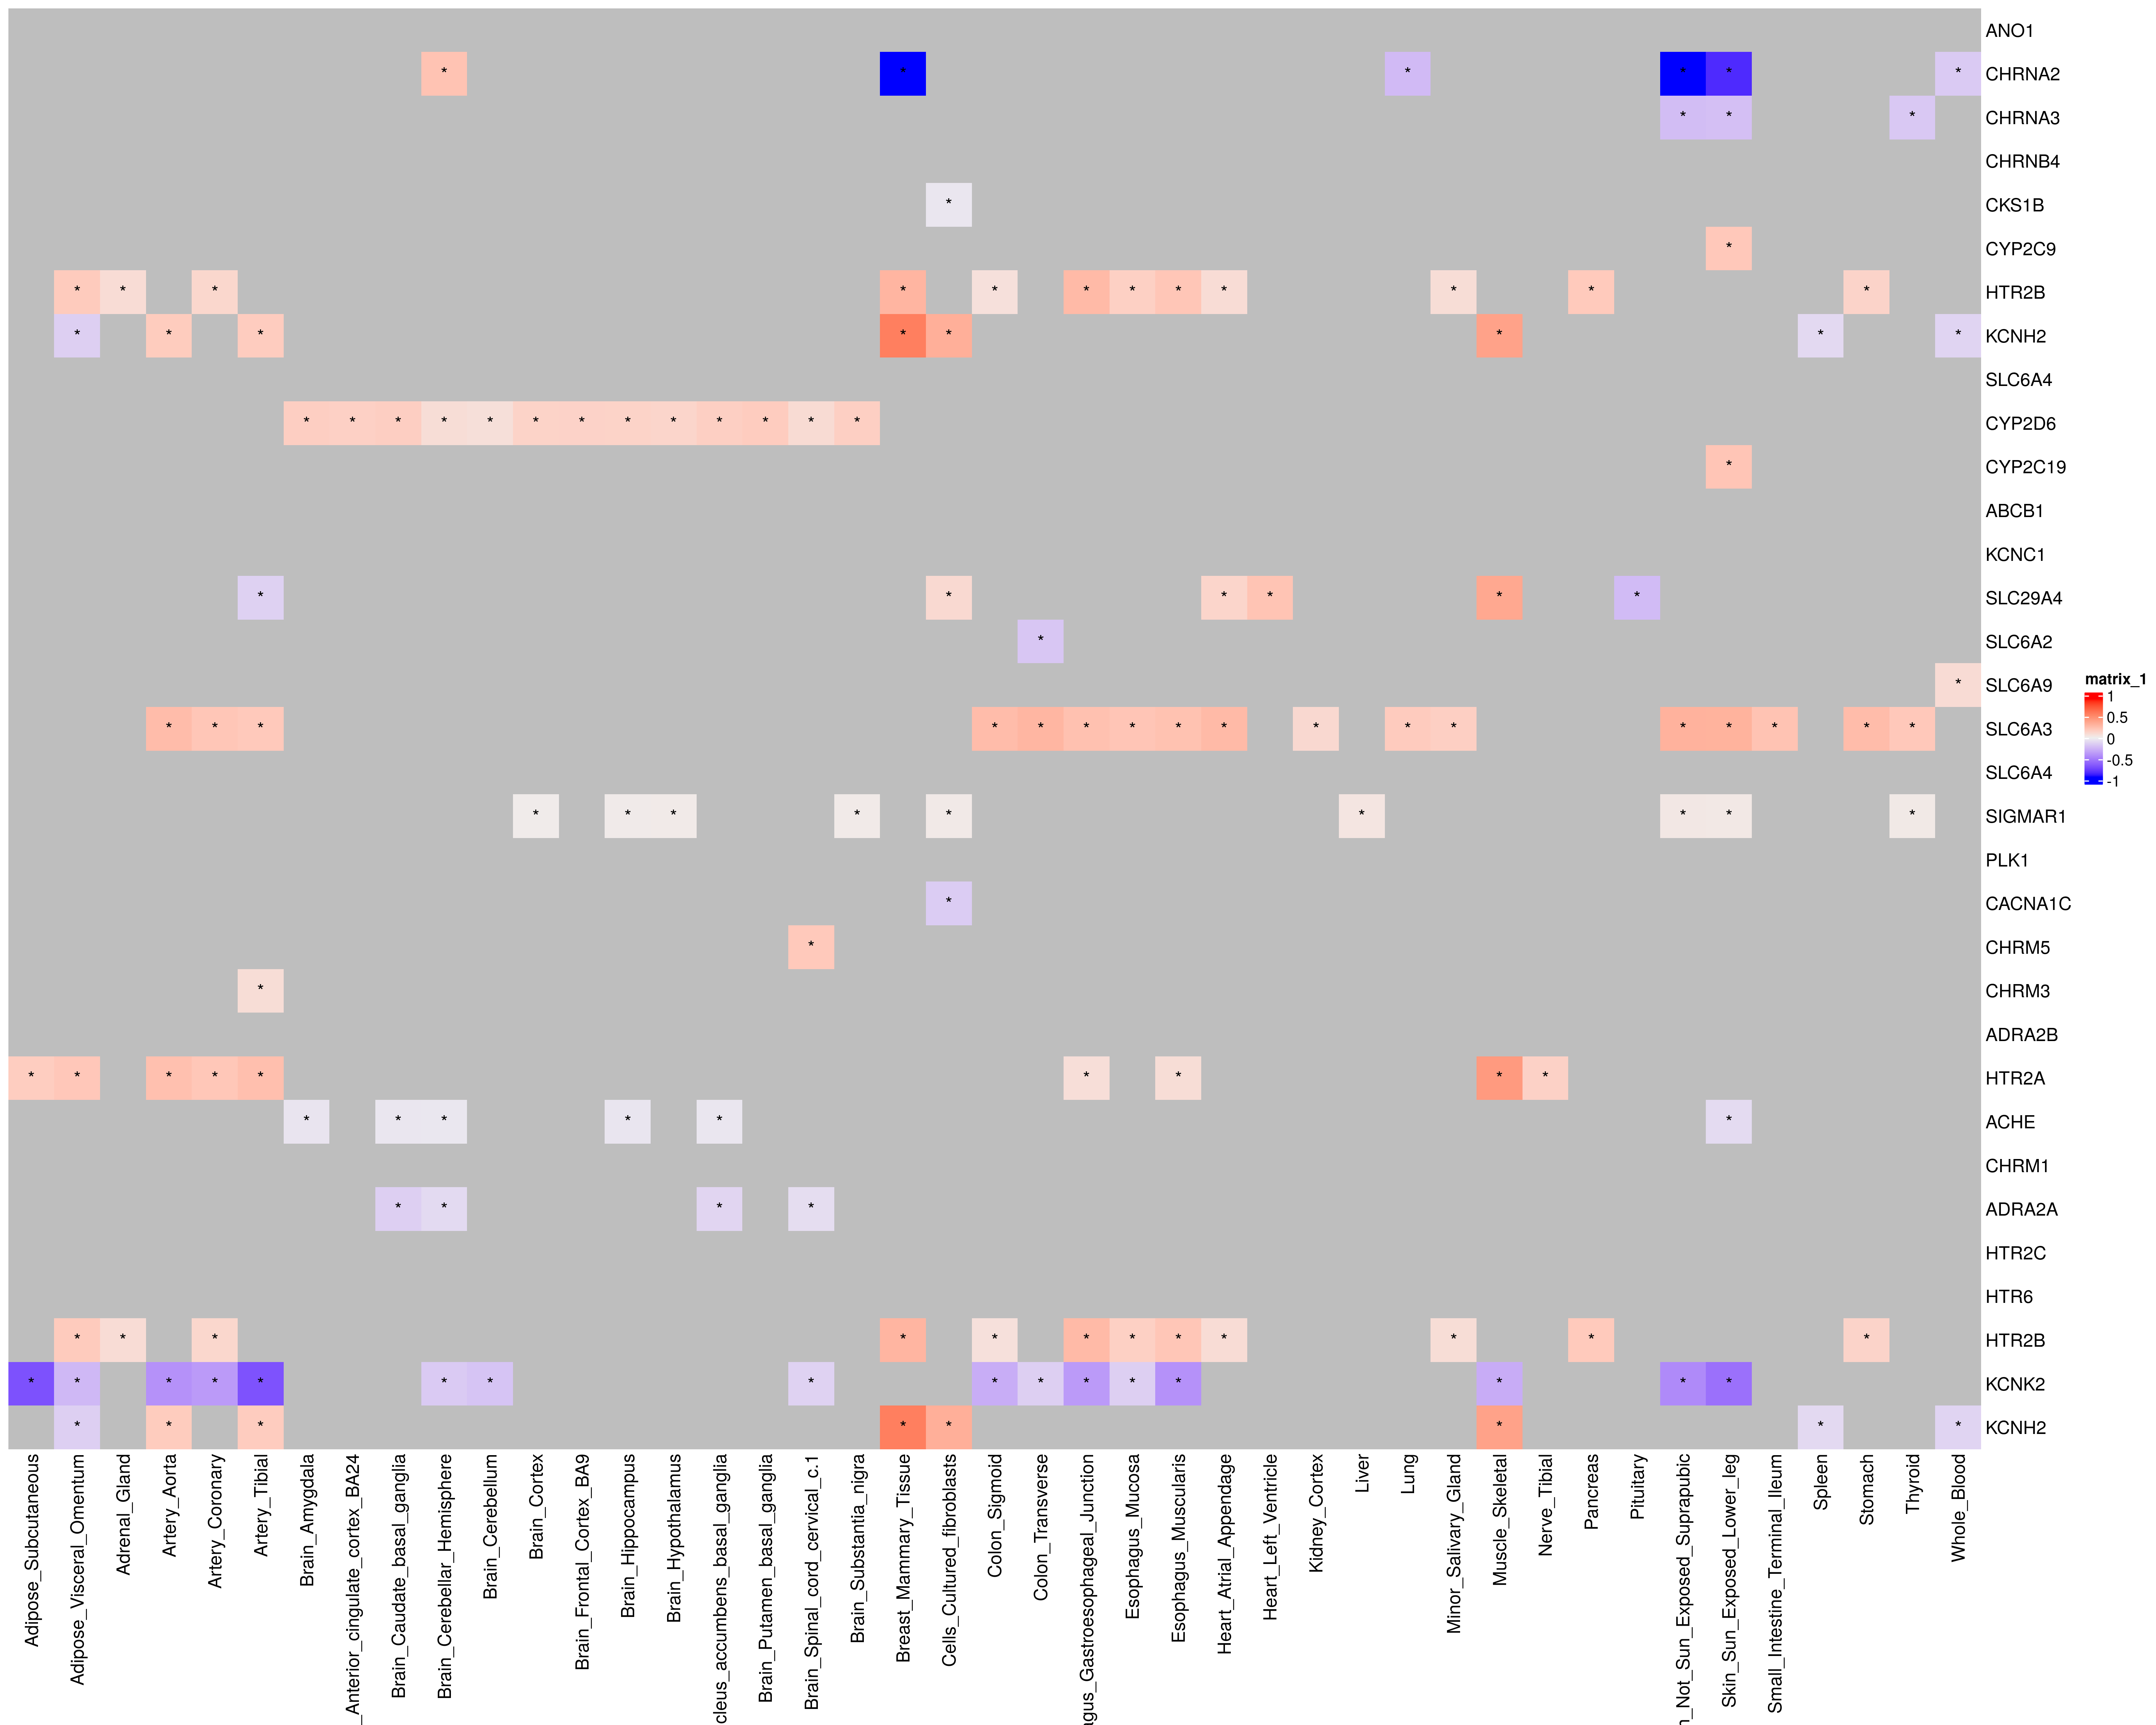 ANO1
CHRNA2
CHRNA3
CHRNB4
CKS1B
CYP2C9
HTR2B
KCNH2
SLC6A4
CYP2D6
CYP2C19
ABCB1
KCNC1
SLC29A4
SLC6A2
SLC6A9
SLC6A3
SLC6A4
SIGMAR1
PLK1
CACNA1C
CHRM5
CHRM3
ADRA2B
HTR2A
ACHE
CHRM1
ADRA2A
HTR2C
HTR6
HTR2B
KCNK2
KCNH2
matrix_1
1
0.5
0
-0.5
-1
Adipose_Subcutaneous
Adipose_Visceral_Omentum
Adrenal_Gland
Artery_Aorta
Artery_Coronary
Artery_Tibial
Brain_Amygdala
_Anterior_cingulate_cortex_BA24
Brain_Caudate_basal_ganglia
Brain_Cerebellar_Hemisphere
Brain_Cerebellum
Brain_Cortex
Brain_Frontal_Cortex_BA9
Brain_Hippocampus
Brain_Hypothalamus
cleus_accumbens_basal_ganglia
Brain_Putamen_basal_ganglia
Brain_Spinal_cord_cervical_c.1
Brain_Substantia_nigra
Breast_Mammary_Tissue
Cells_Cultured_fibroblasts
Colon_Sigmoid
Colon_Transverse
agus_Gastroesophageal_Junction
Esophagus_Mucosa
Esophagus_Muscularis
Heart_Atrial_Appendage
Heart_Left_Ventricle
Kidney_Cortex
Liver
Lung
Minor_Salivary_Gland
Muscle_Skeletal
Nerve_Tibial
Pancreas
Pituitary
n_Not_Sun_Exposed_Suprapubic
Skin_Sun_Exposed_Lower_leg
Small_Intestine_Terminal_Ileum
Spleen
Stomach
Thyroid
Whole_Blood